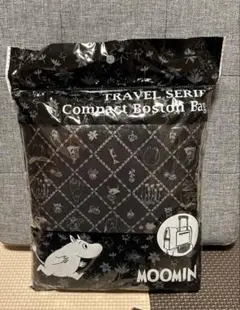 TRAVEL SERIE
Compact Boston Ba
MOOMIN